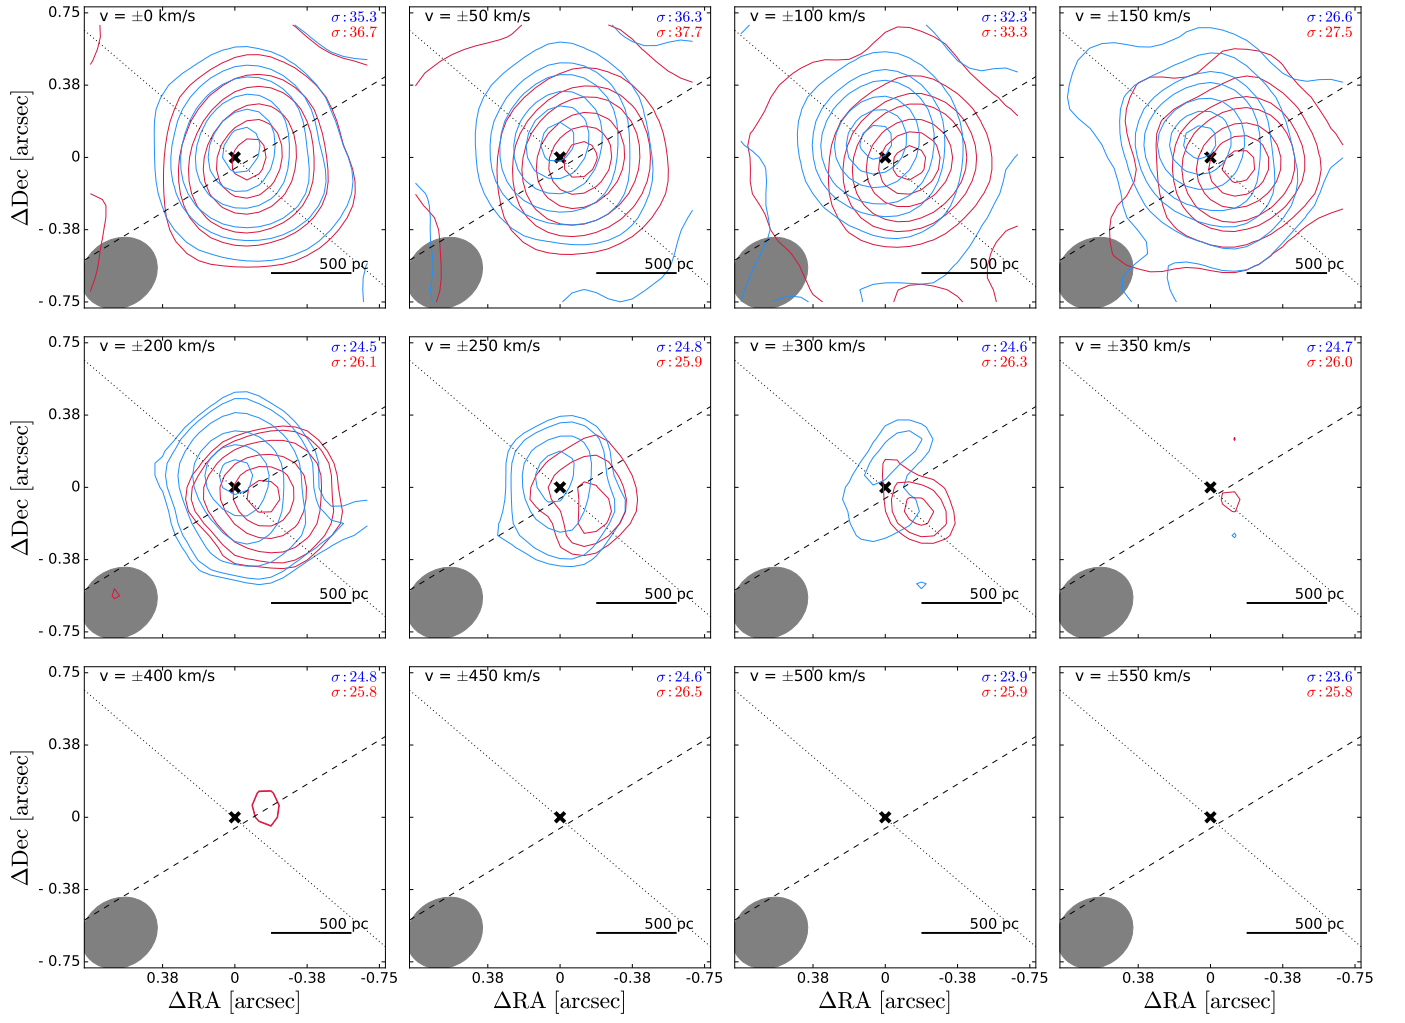 v = ±0 km/s σ : 35.3
σ : 36.7
v = ±50 km/s σ : 36.3
σ : 37.7
v = ±100 km/s σ : 32.3
σ : 33.3
v = ±150 km/s σ : 26.6
σ : 27.5
0.75
0.38
0
- 0.38
- 0.75
ΔDec [arcsec]
500 pc
500 pc
500 pc
500 pc
v = ±200 km/s σ : 24.5
σ : 26.1
v = ±250 km/s σ : 24.8
σ : 25.9
v = ±300 km/s σ : 24.6
σ : 26.3
v = ±350 km/s σ : 24.7
σ : 26.0
0.75
0.38
0
- 0.38
- 0.75
ΔDec [arcsec]
500 pc
500 pc
500 pc
500 pc
v = ±400 km/s σ : 24.8
σ : 25.8
v = ±450 km/s σ : 24.6
σ : 26.5
v = ±500 km/s σ : 23.9
σ : 25.9
v = ±550 km/s σ : 23.6
σ : 25.8
0.75
0.38
0
- 0.38
- 0.75
ΔDec [arcsec]
500 pc
500 pc
500 pc
500 pc
0.38 0 -0.38 -0.75
0.38 0 -0.38 -0.75
0.38 0 -0.38 -0.75
0.38 0 -0.38 -0.75
ΔRA [arcsec]
ΔRA [arcsec]
ΔRA [arcsec]
ΔRA [arcsec]